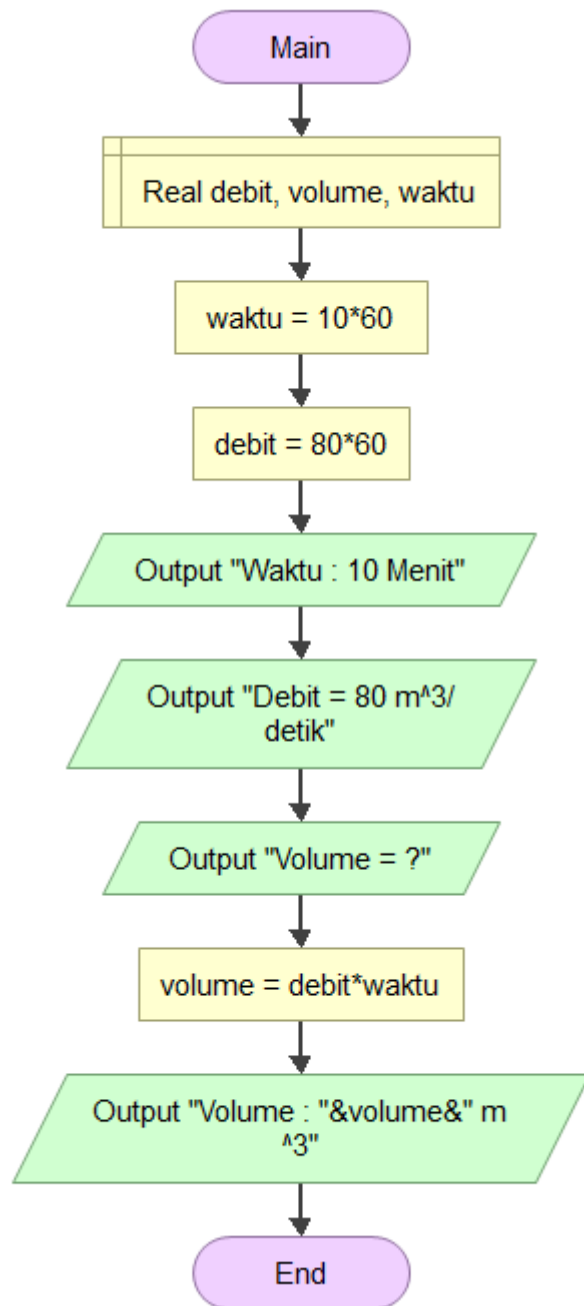 Main
Real debit, volume, waktu
waktu = 10*60
debit = 80*60
Output "Waktu : 10 Menit"
Output "Debit = 80 m^3/
detik"
Output "Volume = ?"
volume = debit*waktu
Output "Volume : "&volume&" m
^3"
End